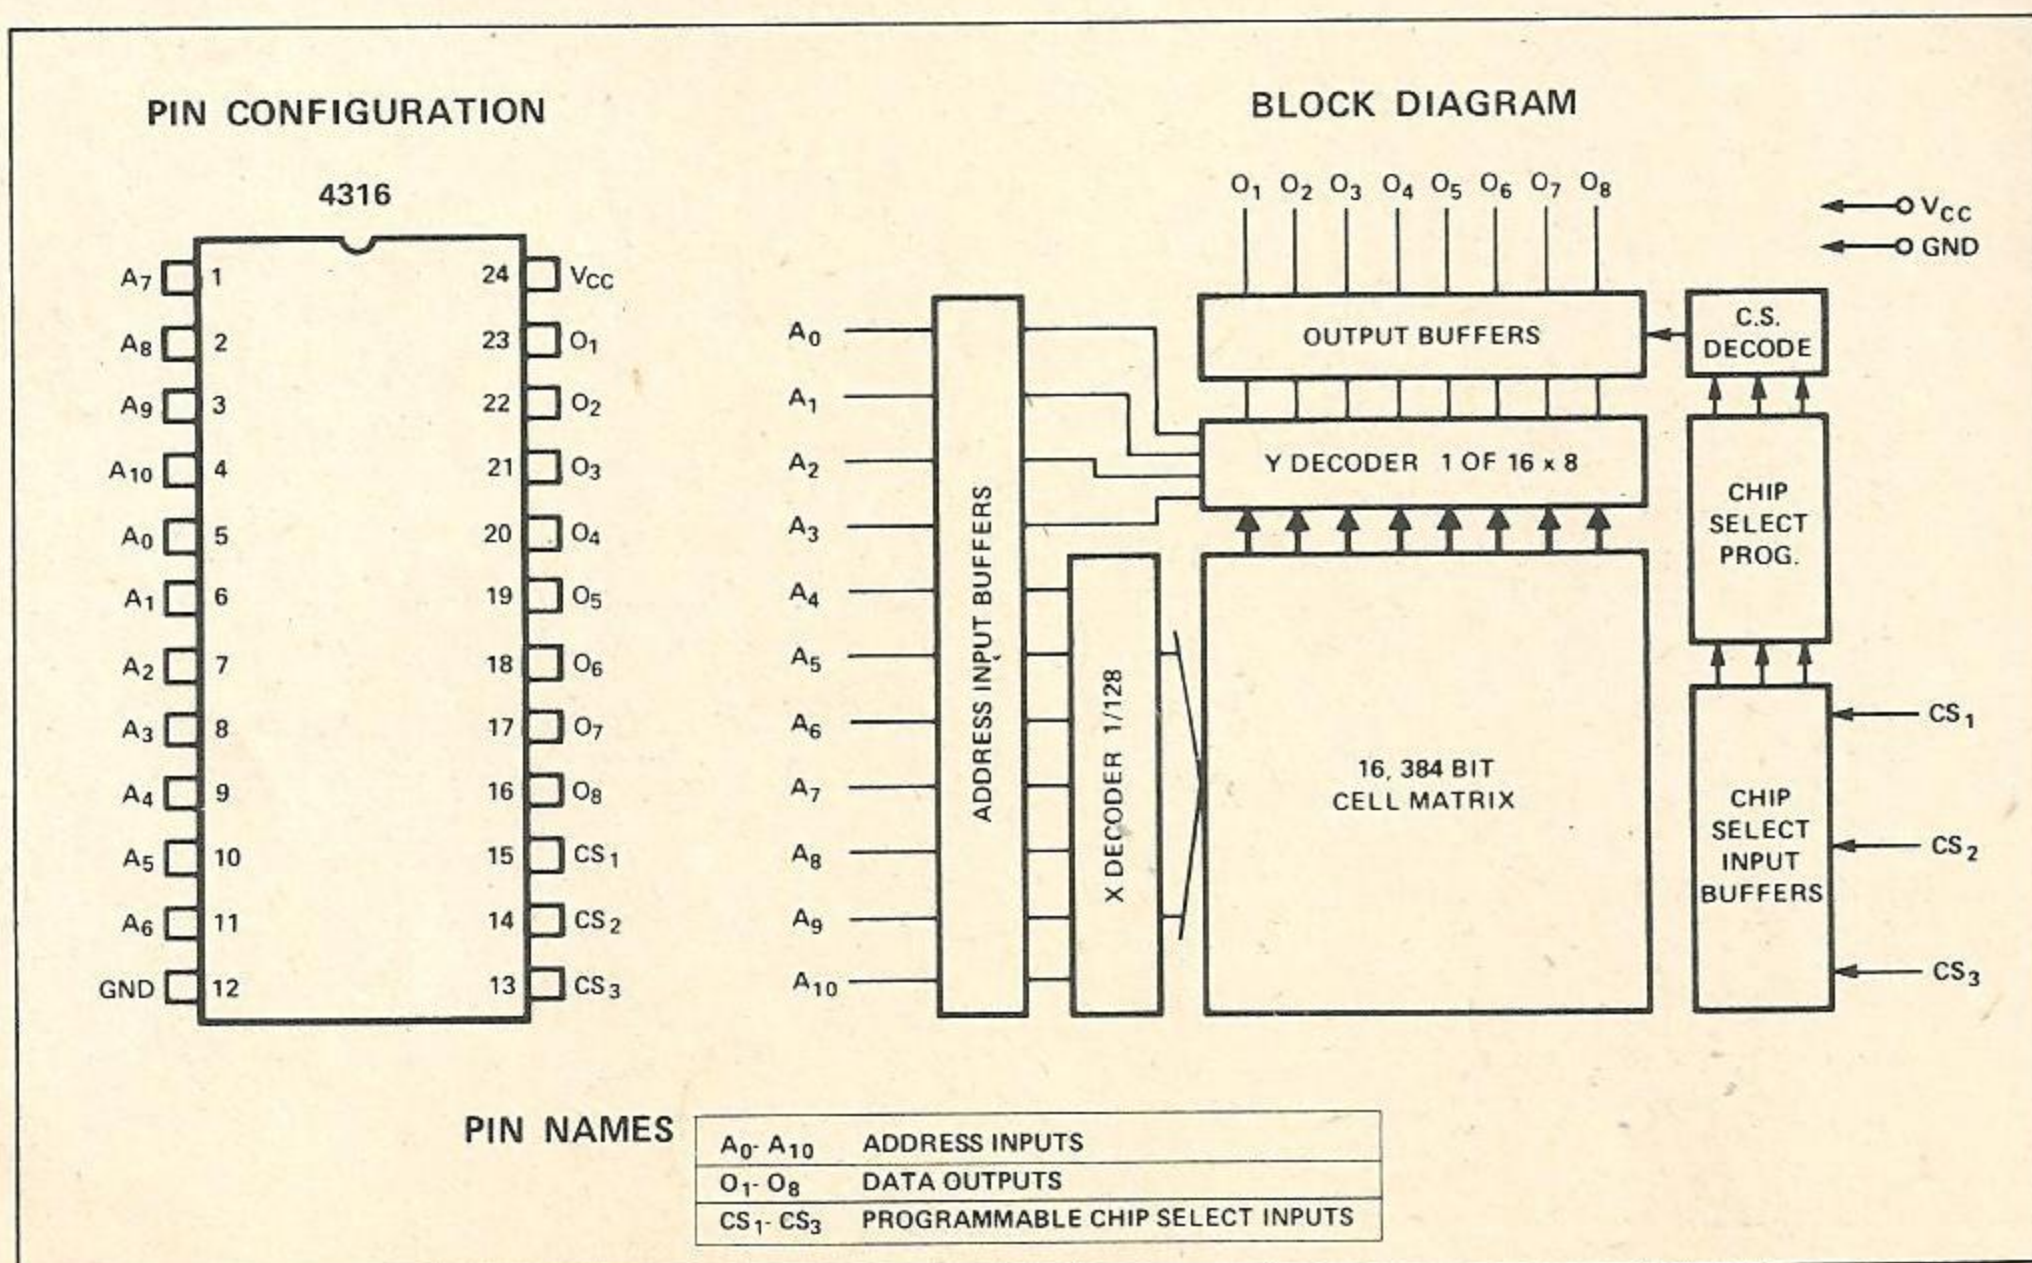 PIN CONFIGURATION
4316
A7 1
A8 2
A9 3
A10 4
A0 5
A1 6
A2 7
A3 8
A4 9
A5 10
A6 11
GND 12
24 VCC
23 O1
22 O2
21 O3
20 O4
19 O5
18 O6
17 O7
16 O8
15 CS1
14 CS2
13 CS3
BLOCK DIAGRAM
O1 O2 O3 O4 O5 O6 O7 O8
VCC
GND
A0
A1
A2
A3
A4
A5
A6
A7
A8
A9
A10
ADDRESS INPUT BUFFERS
X DECODER 1/128
OUTPUT BUFFERS
Y DECODER 1 OF 16 x 8
16, 384 BIT
CELL MATRIX
C.S.
DECODE
CHIP
SELECT
PROG.
CHIP
SELECT
INPUT
BUFFERS
CS1
CS2
CS3
PIN NAMES
A0- A10 ADDRESS INPUTS
O1- O8 DATA OUTPUTS
CS1- CS3 PROGRAMMABLE CHIP SELECT INPUTS